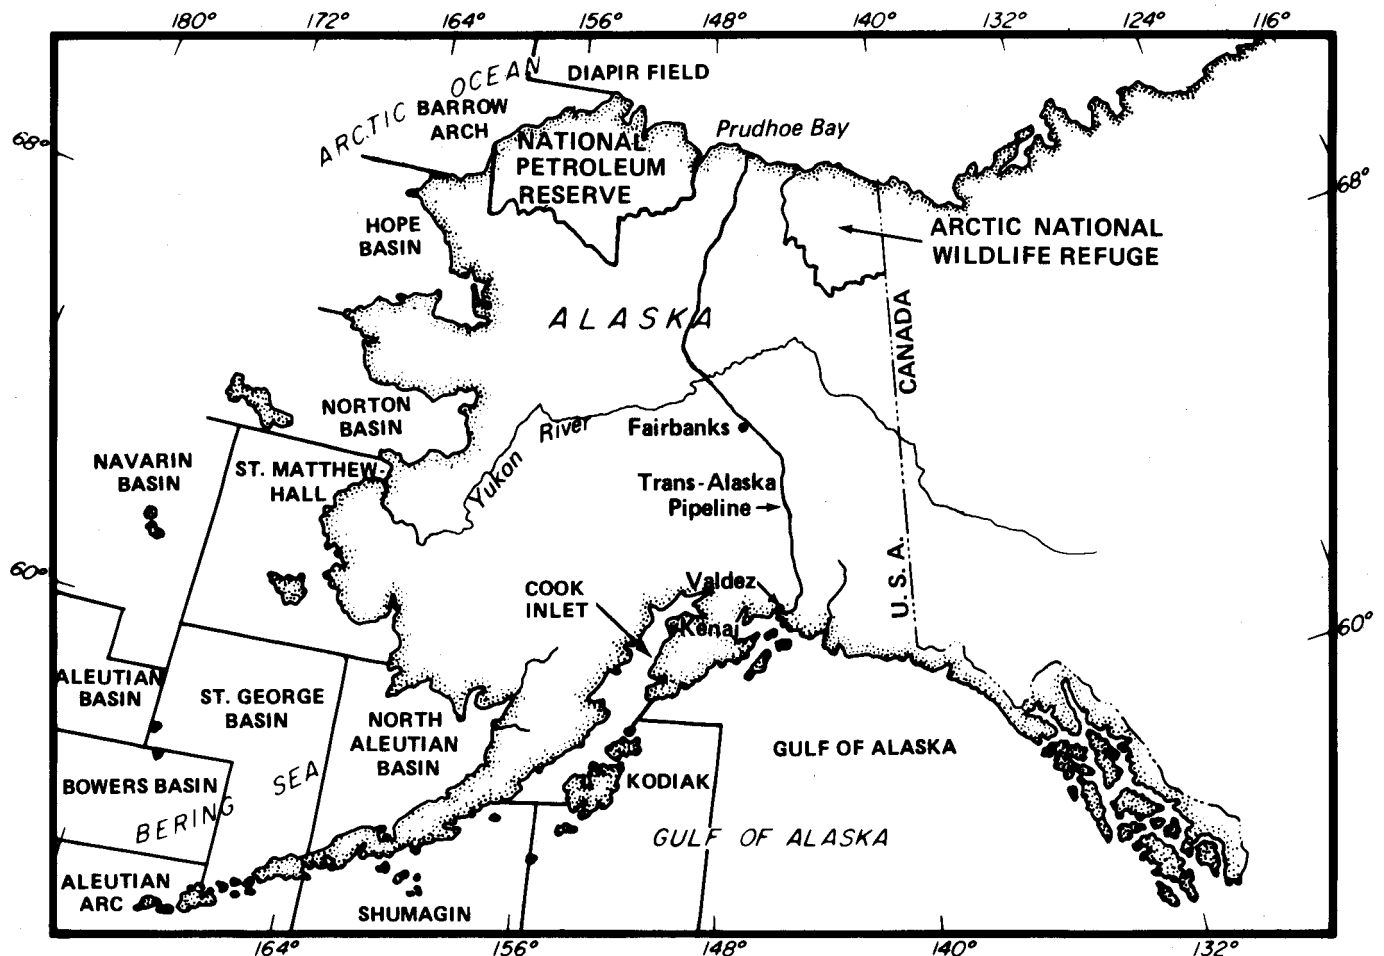 180° 172° 164° 156° 148° 140° 132° 124° 116°
ARCTIC OCEAN
DIAPIR FIELD
BARROW
ARCH
68°
NATIONAL
PETROLEUM
RESERVE
Prudhoe Bay
68°
HOPE
BASIN
ARCTIC NATIONAL
WILDLIFE REFUGE
ALASKA
CANADA
NORTON
BASIN
Yukon River
Fairbanks
NAVARIN
BASIN
ST. MATTHEW-
HALL
Trans-Alaska
Pipeline
U. S. A.
60°
COOK
INLET
Valdez
Kenai
60°
ALEUTIAN
BASIN
ST. GEORGE
BASIN
NORTH
ALEUTIAN
BASIN
GULF OF ALASKA
BOWERS BASIN
BERING SEA
KODIAK
GULF OF ALASKA
ALEUTIAN
ARC
SHUMAGIN
164° 156° 148° 140° 132°